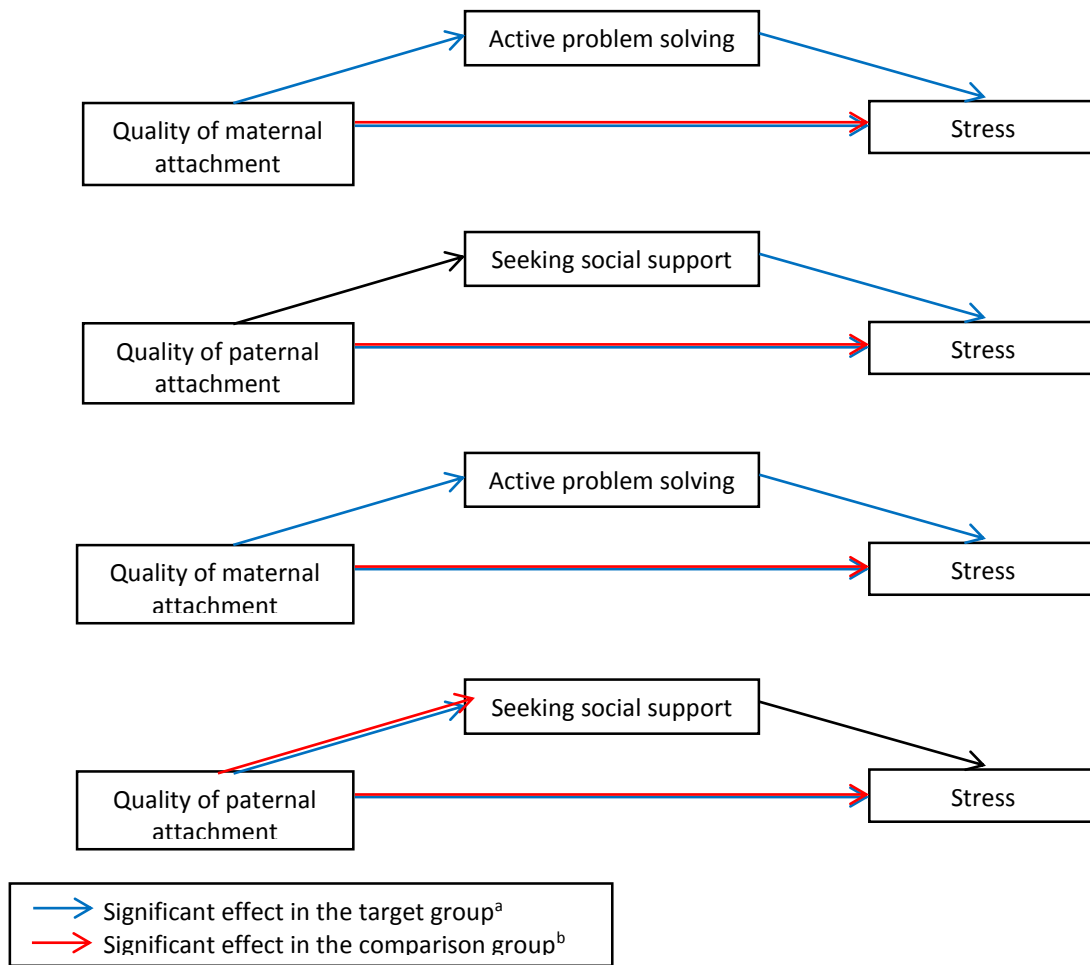 Active problem solving
Quality of maternal
attachment
Stress
Seeking social support
Quality of paternal
attachment
Stress
Active problem solving
Quality of maternal
attachment
Stress
Seeking social support
Quality of paternal
attachment
Stress
Significant effect in the target groupᵃ
Significant effect in the comparison groupᵇ